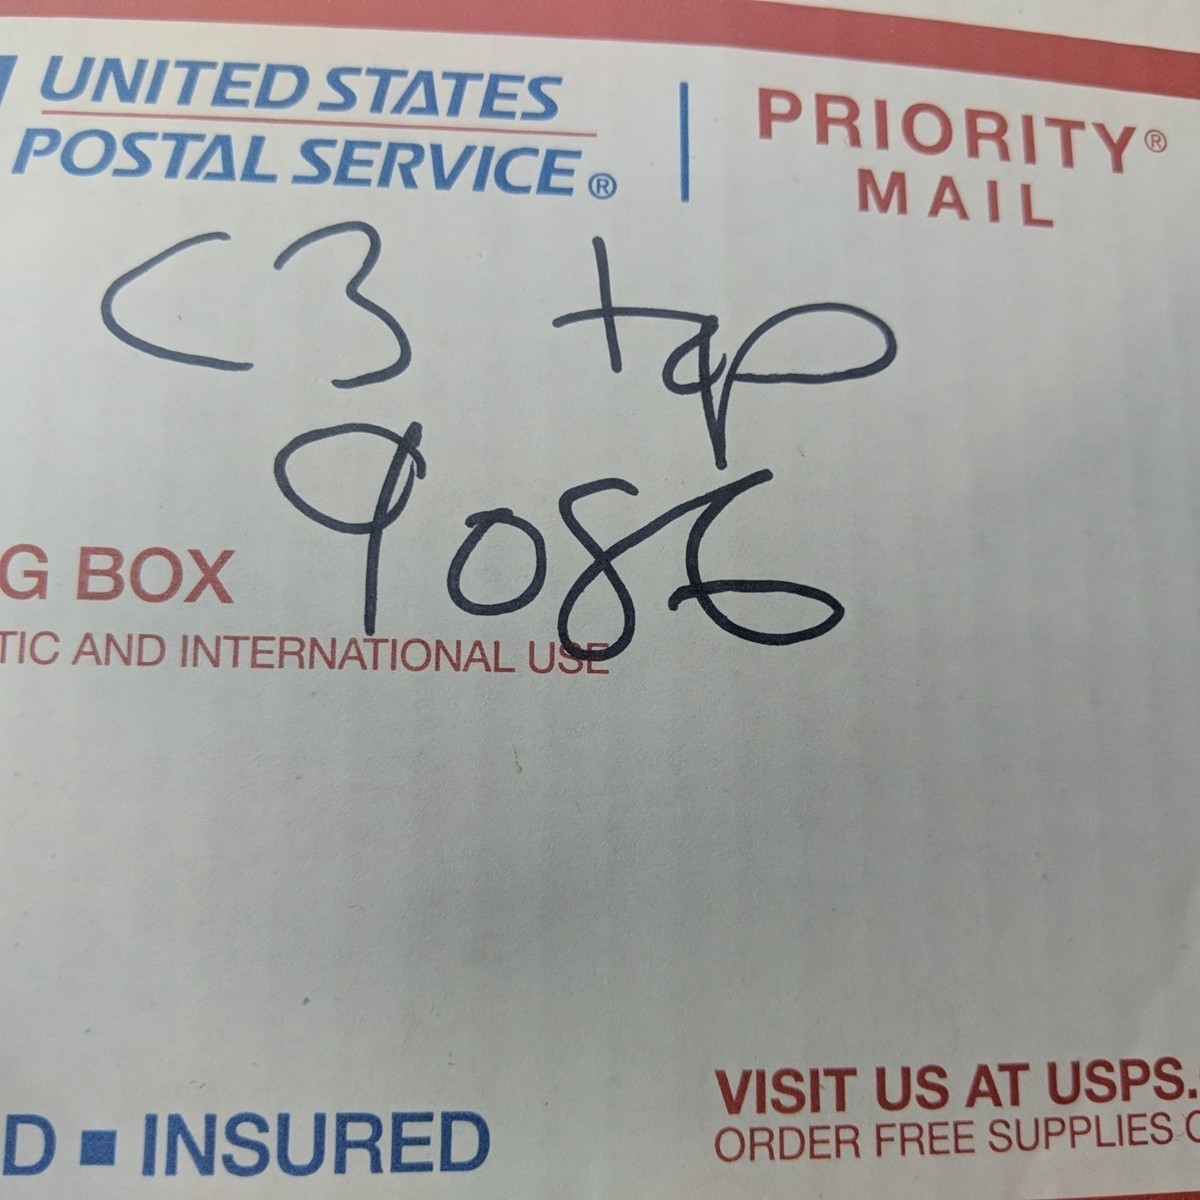 UNITED STATES
POSTAL SERVICE®
PRIORITY®
MAIL
C3 tap
9086
G BOX
TIC AND INTERNATIONAL USE
VISIT US AT USPS.
ORDER FREE SUPPLIES
D ▪ INSURED